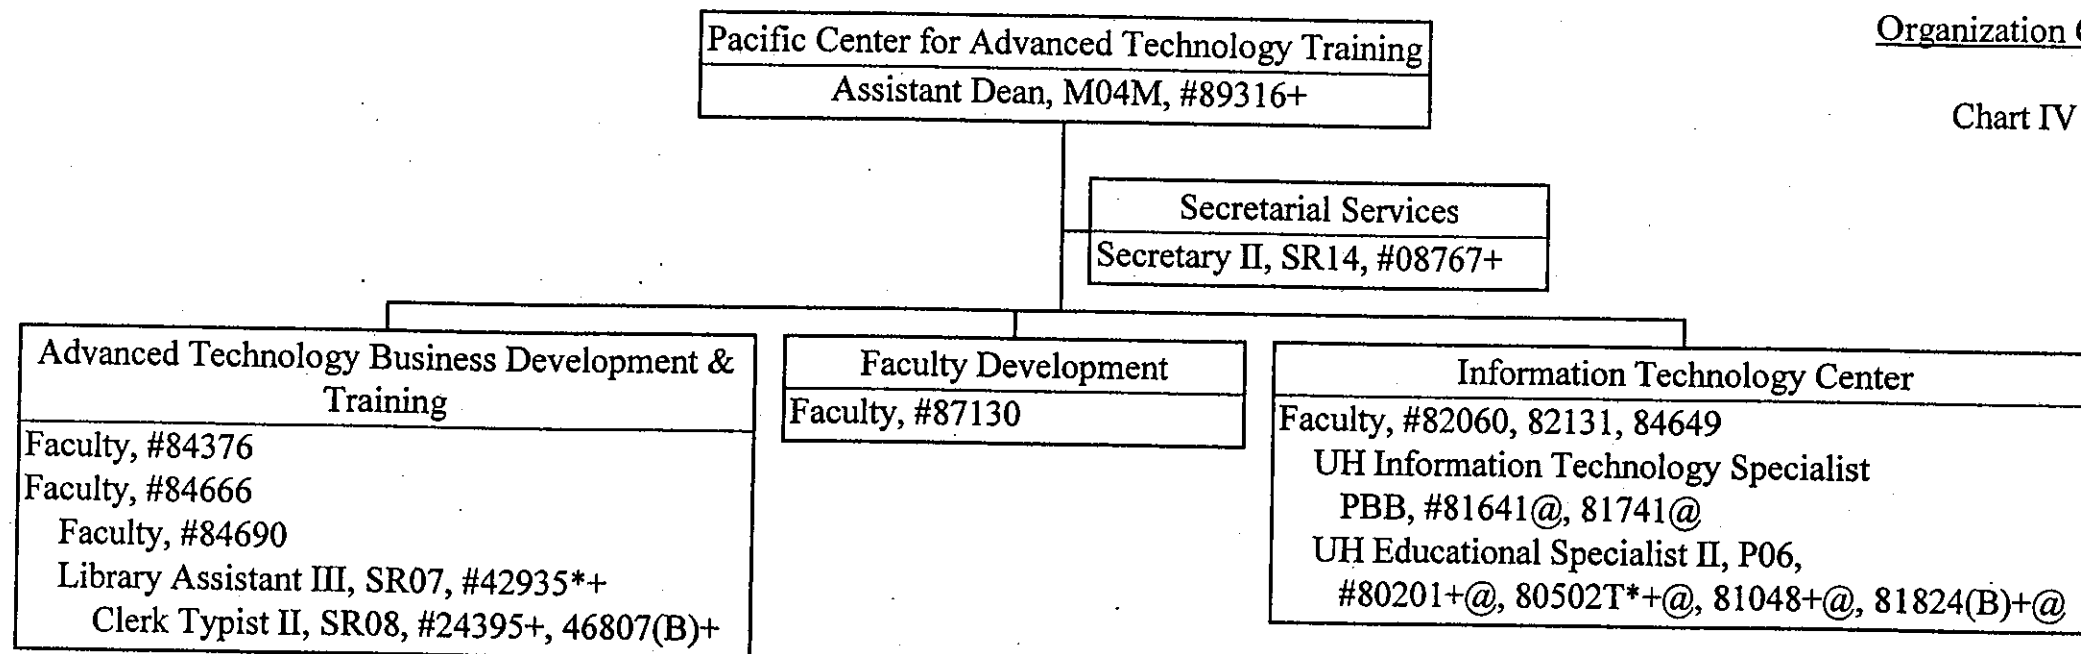 Organization
Chart IV
Pacific Center for Advanced Technology Training
Assistant Dean, M04M, #89316+
Secretarial Services
Secretary II, SR14, #08767+
Advanced Technology Business Development &
Training
Faculty, #84376
Faculty, #84666
Faculty, #84690
Library Assistant III, SR07, #42935*+
Clerk Typist II, SR08, #24395+, 46807(B)+
Faculty Development
Faculty, #87130
Information Technology Center
Faculty, #82060, 82131, 84649
UH Information Technology Specialist
PBB, #81641@, 81741@
UH Educational Specialist II, P06,
#80201+@, 80502T*+@, 81048+@, 81824(B)+@